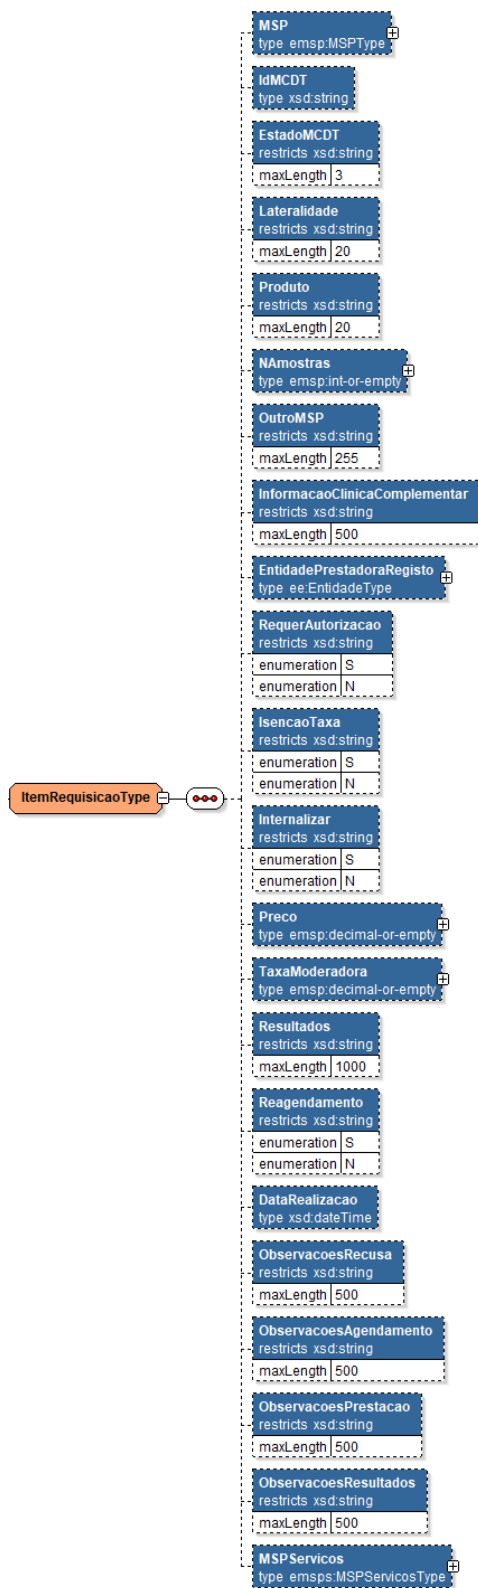 MSP
type emsp:MSPType
IdMCDT
type xsd:string
EstadoMCDT
restricts xsd:string
maxLength 3
Lateralidade
restricts xsd:string
maxLength 20
Produto
restricts xsd:string
maxLength 20
NAmostras
type emsp:int-or-empty
OutroMSP
restricts xsd:string
maxLength 255
InformacaoClinicaComplementar
restricts xsd:string
maxLength 500
EntidadePrestadoraRegisto
type ee:EntidadeType
RequerAutorizacao
restricts xsd:string
enumeration S
enumeration N
IsencaoTaxa
restricts xsd:string
enumeration S
enumeration N
ItemRequisicaoType
Internalizar
restricts xsd:string
enumeration S
enumeration N
Preco
type emsp:decimal-or-empty
TaxaModeradora
type emsp:decimal-or-empty
Resultados
restricts xsd:string
maxLength 1000
Reagendamento
restricts xsd:string
enumeration S
enumeration N
DataRealizacao
type xsd:dateTime
ObservacoesRecusa
restricts xsd:string
maxLength 500
ObservacoesAgendamento
restricts xsd:string
maxLength 500
ObservacoesPrestacao
restricts xsd:string
maxLength 500
ObservacoesResultados
restricts xsd:string
maxLength 500
MSPServicos
type emsps:MSPServicosType